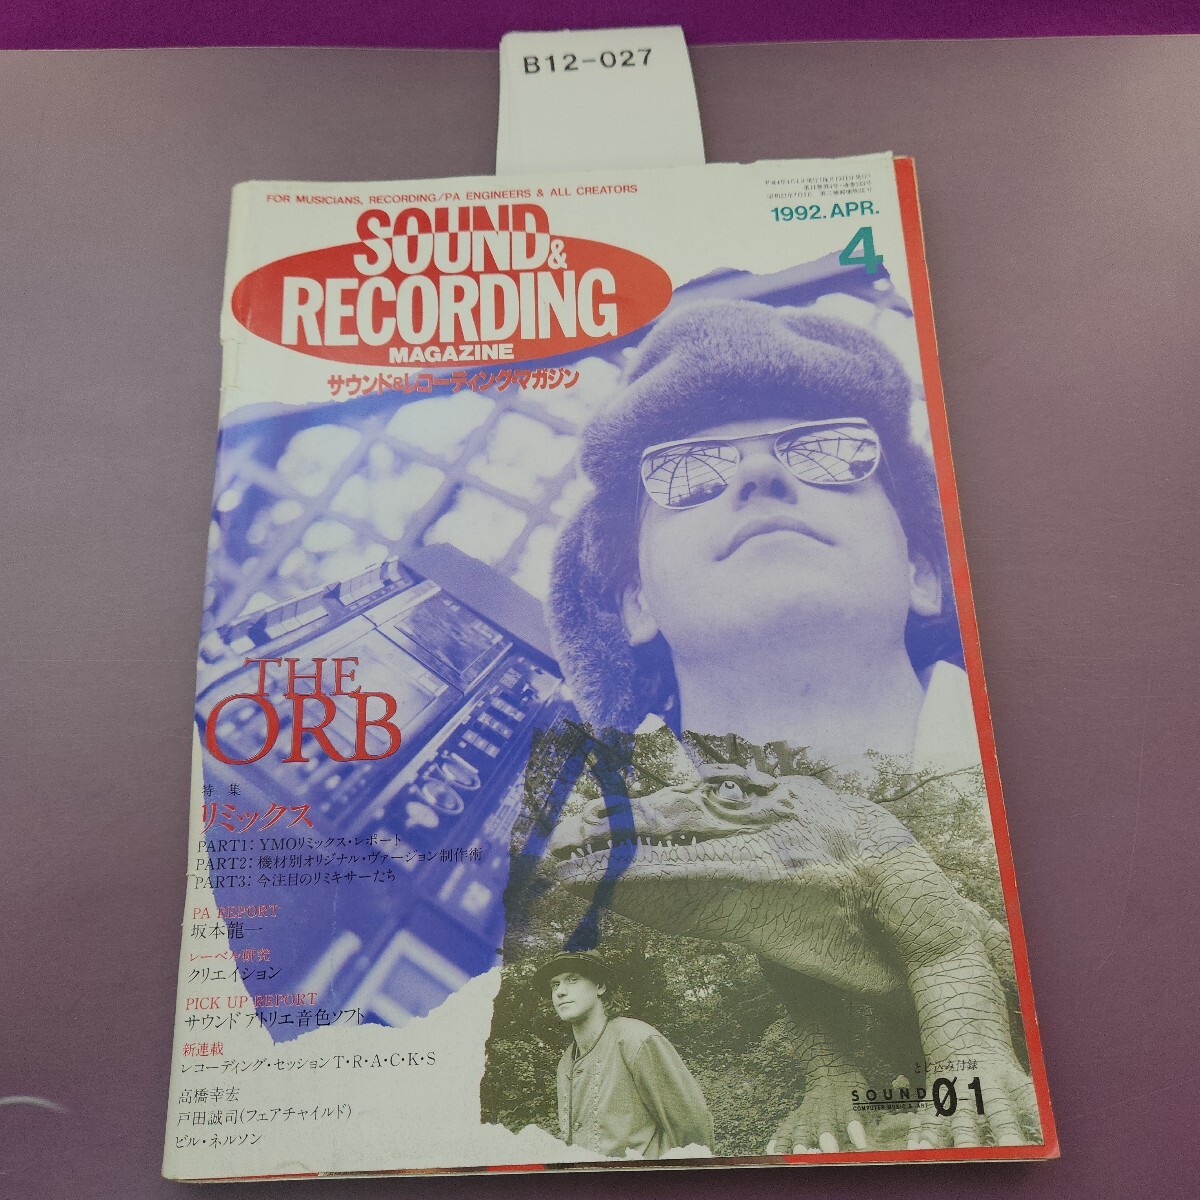 B12-027
FOR MUSICIANS, RECORDING/PA ENGINEERS & ALL CREATORS
1992.APR.
4
SOUND &
RECORDING
MAGAZINE
サウンド&レコーディング・マガジン
THE
ORB
特集
リミックス
PART1: YMOリミックス・レポート
PART2: 機材別オリジナル・ヴァージョン制作術
PART3: 今注目のリミキサーたち
PA REPORT
坂本龍一
レーベル研究
クリエイション
PICK UP REPORT
サウンドアトリエ音色ソフト
新連載
レコーディング・セッションT・R・A・C・K・S
高橋幸宏
戸田誠司(フェアチャイルド)
ビル・ネルソン
とじ込み付録
SOUND 01
COMPUTER MUSIC & ART